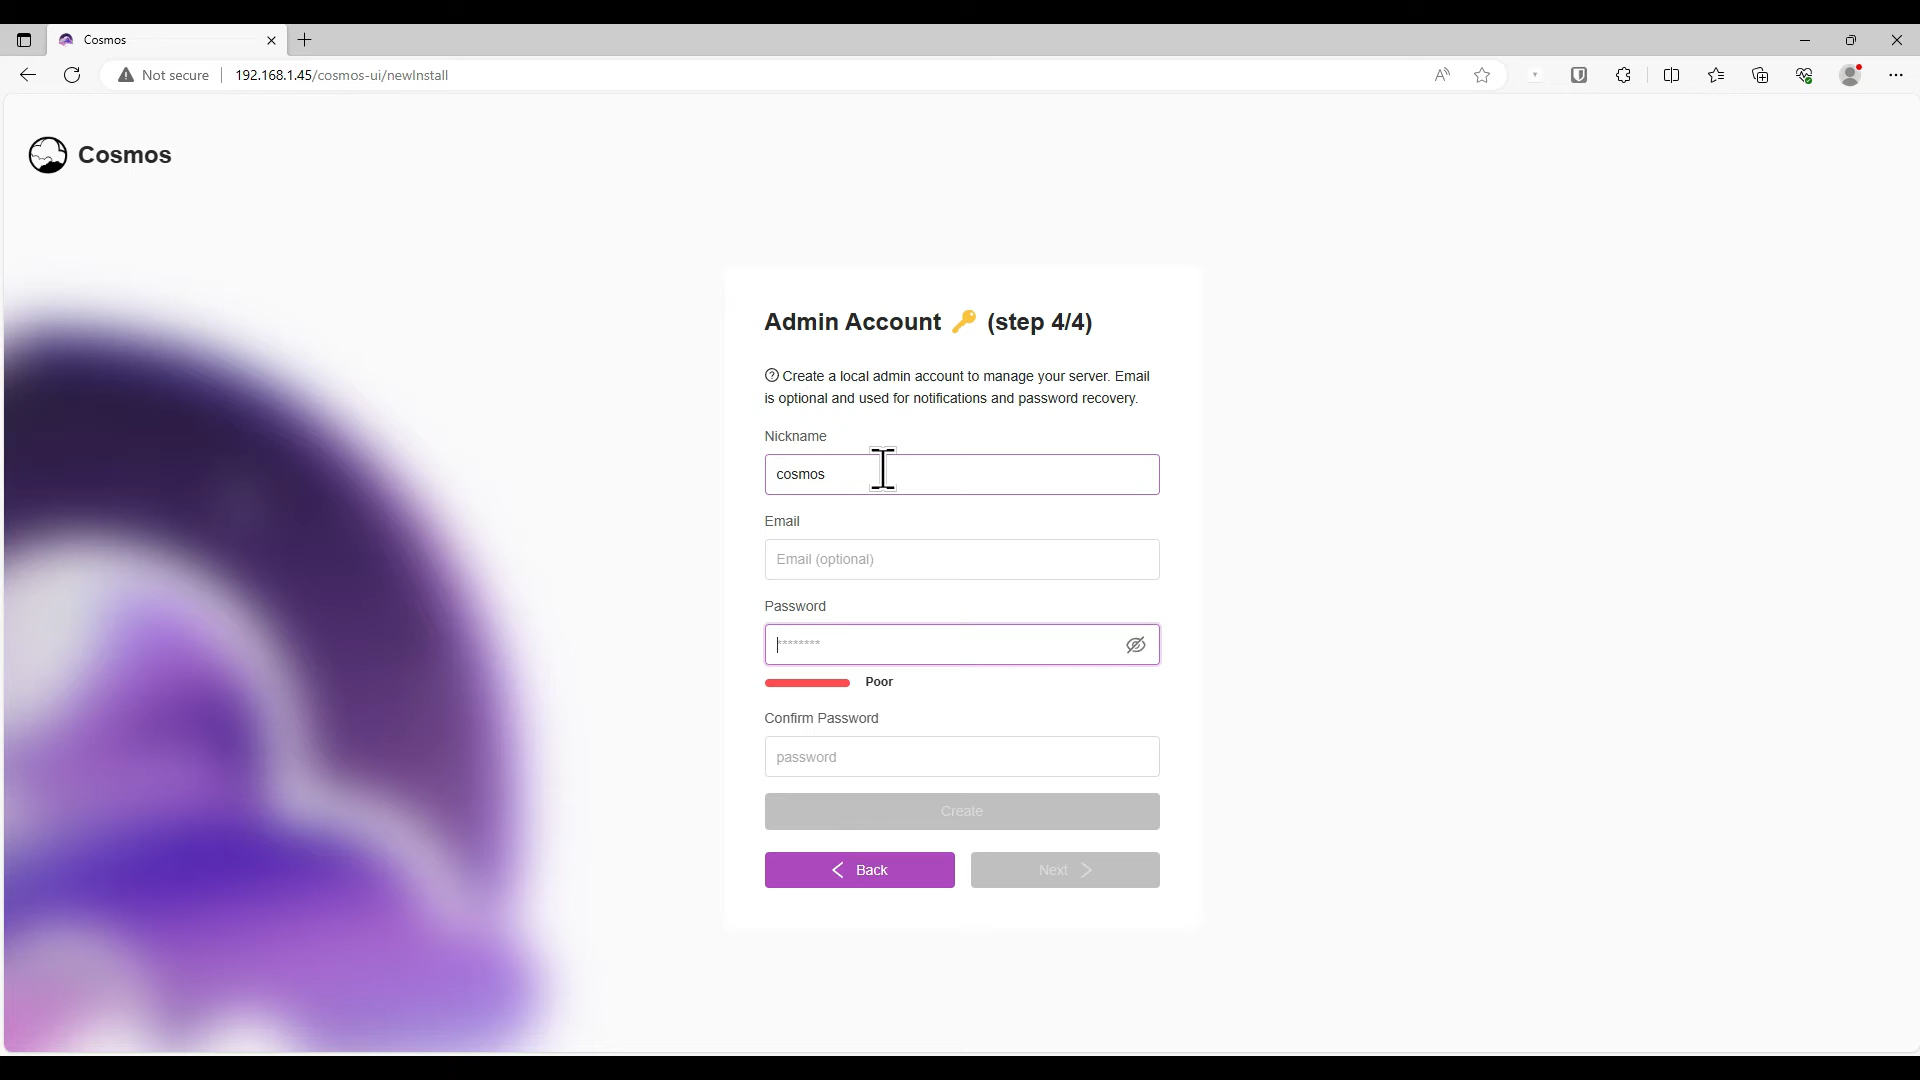 Cosmos
Not secure 192.168.1.45/cosmos-ui/newInstall
Cosmos
Admin Account 🔑 (step 4/4)
Create a local admin account to manage your server. Email
is optional and used for notifications and password recovery.
Nickname
cosmos
Email
Email (optional)
Password
********
Poor
Confirm Password
password
Create
Back
Next